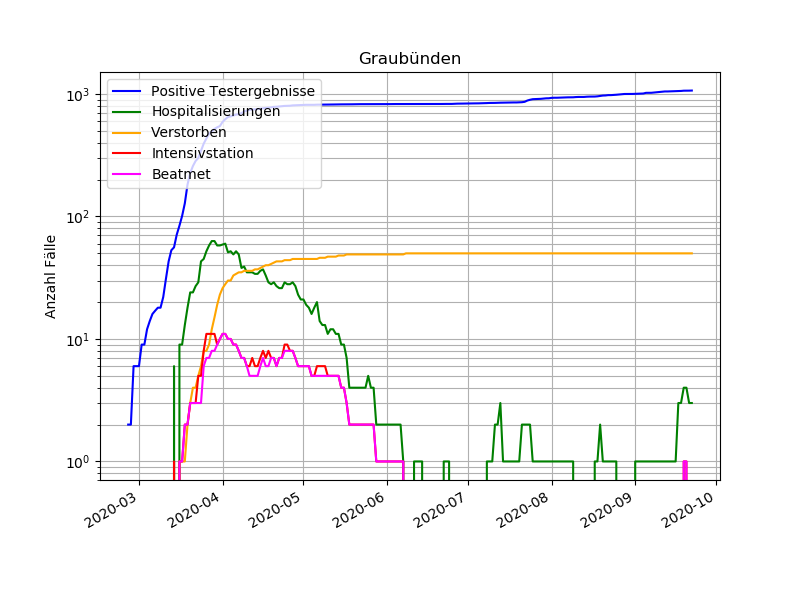 Graubünden
Anzahl Fälle
10³
10²
10¹
10⁰
Positive Testergebnisse
Hospitalisierungen
Verstorben
Intensivstation
Beatmet
2020-03
2020-04
2020-05
2020-06
2020-07
2020-08
2020-09
2020-10